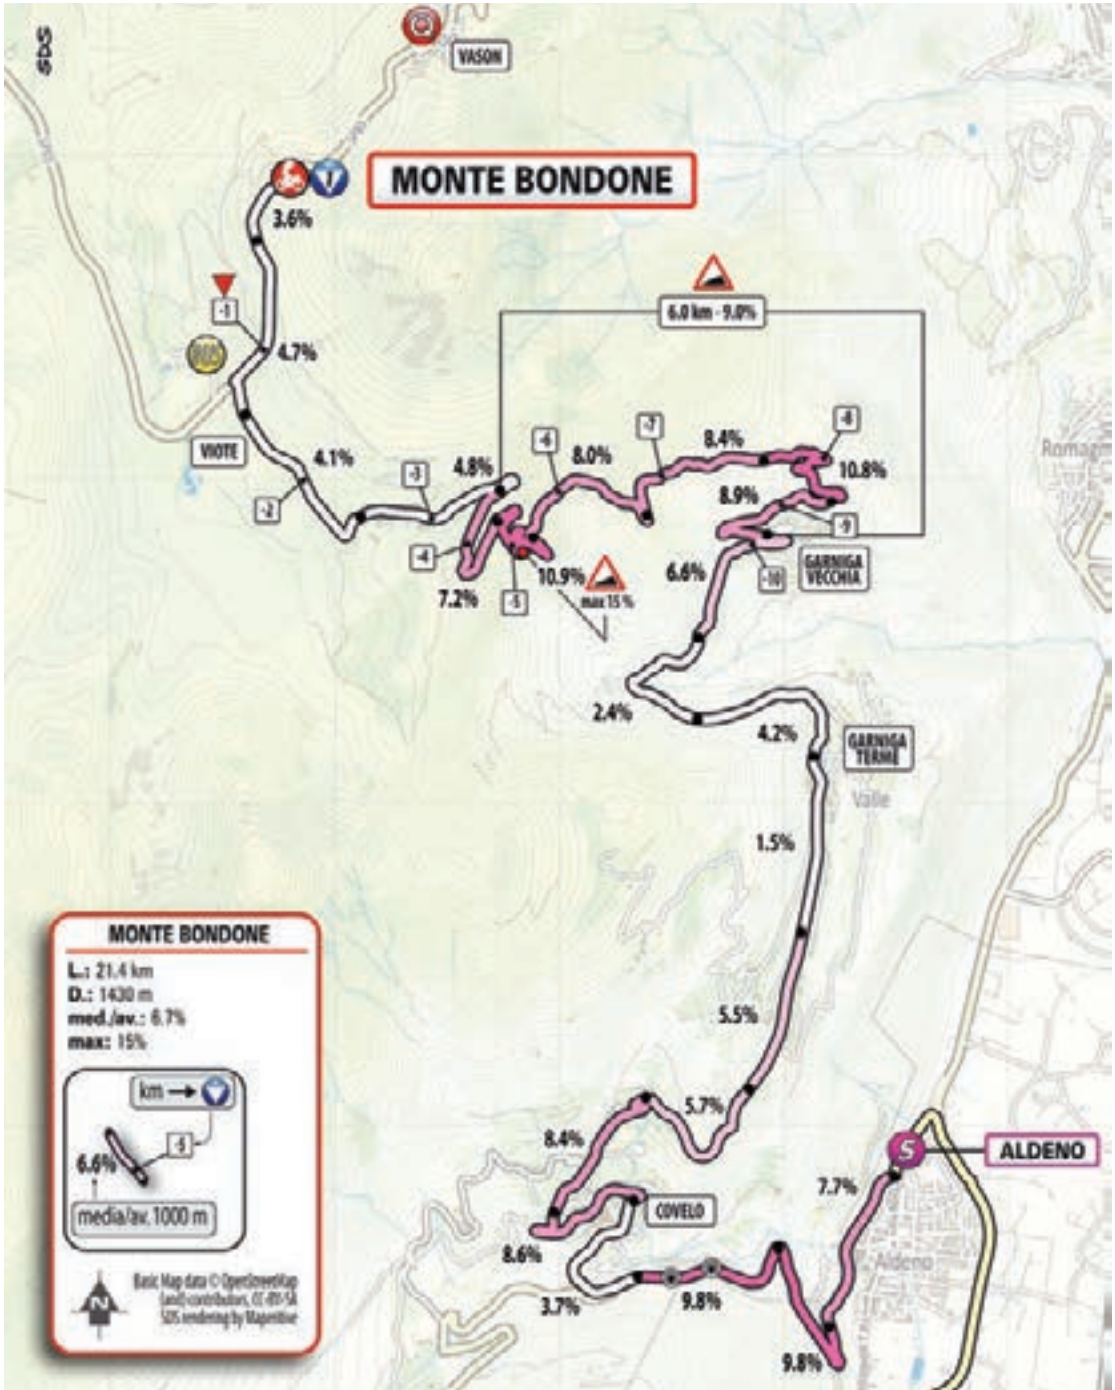 SDS
VASON
MONTE BONDONE
3.6%
-1
4.7%
6.0 km - 9.0%
VIOTE
4.1%
-2
-3
4.8%
-4
7.2%
-5
10.9%
max 15 %
-6
8.0%
-7
8.4%
-8
10.8%
8.9%
-9
GARNIGA
VECCHIA
-10
6.6%
2.4%
4.2%
GARNIGA
TERME
Valle
1.5%
5.5%
5.7%
8.4%
8.6%
COVELO
3.7%
9.8%
9.8%
7.7%
S
ALDENO
Aldeno
MONTE BONDONE
L.: 21.4 km
D.: 1430 m
med./av.: 6.7%
max: 15%
km
-5
6.6%
media/av. 1000 m
N
Basic Map data © OpenStreetMap
(and) contributors, CC-BY-SA
SDS rendering by Maperitive